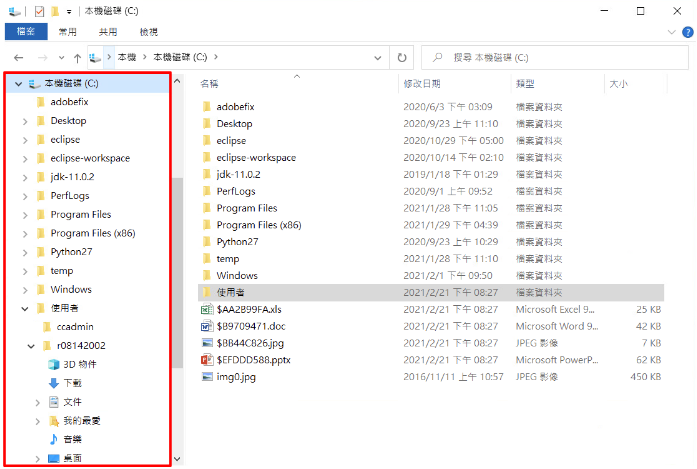 本機磁碟 (C:)
檔案 常用 共用 檢視
本機 本機磁碟 (C:) 搜尋 本機磁碟 (C:)
本機磁碟 (C:)
adobefix
Desktop
eclipse
eclipse-workspace
jdk-11.0.2
PerfLogs
Program Files
Program Files (x86)
Python27
temp
Windows
使用者
ccadmin
r08142002
3D 物件
下載
文件
我的最愛
音樂
桌面
名稱 修改日期 類型 大小
adobefix 2020/6/3 下午 03:09 檔案資料夾
Desktop 2020/9/23 上午 11:10 檔案資料夾
eclipse 2020/10/29 下午 05:00 檔案資料夾
eclipse-workspace 2020/10/14 下午 02:10 檔案資料夾
jdk-11.0.2 2019/1/18 下午 01:29 檔案資料夾
PerfLogs 2020/9/1 上午 09:52 檔案資料夾
Program Files 2021/1/28 上午 11:05 檔案資料夾
Program Files (x86) 2021/1/29 下午 04:39 檔案資料夾
Python27 2020/9/23 上午 10:29 檔案資料夾
temp 2021/1/28 上午 11:10 檔案資料夾
Windows 2021/2/1 上午 09:50 檔案資料夾
使用者 2021/2/21 下午 08:27 檔案資料夾
$AA2B99FA.xls 2021/2/21 下午 08:27 Microsoft Excel 9... 25 KB
$B9709471.doc 2021/2/21 下午 08:27 Microsoft Word 9... 42 KB
$BB44C826.jpg 2021/2/21 下午 08:27 JPEG 影像 7 KB
$EFDDD588.pptx 2021/2/21 下午 08:27 Microsoft PowerP... 62 KB
img0.jpg 2016/11/11 上午 10:57 JPEG 影像 450 KB